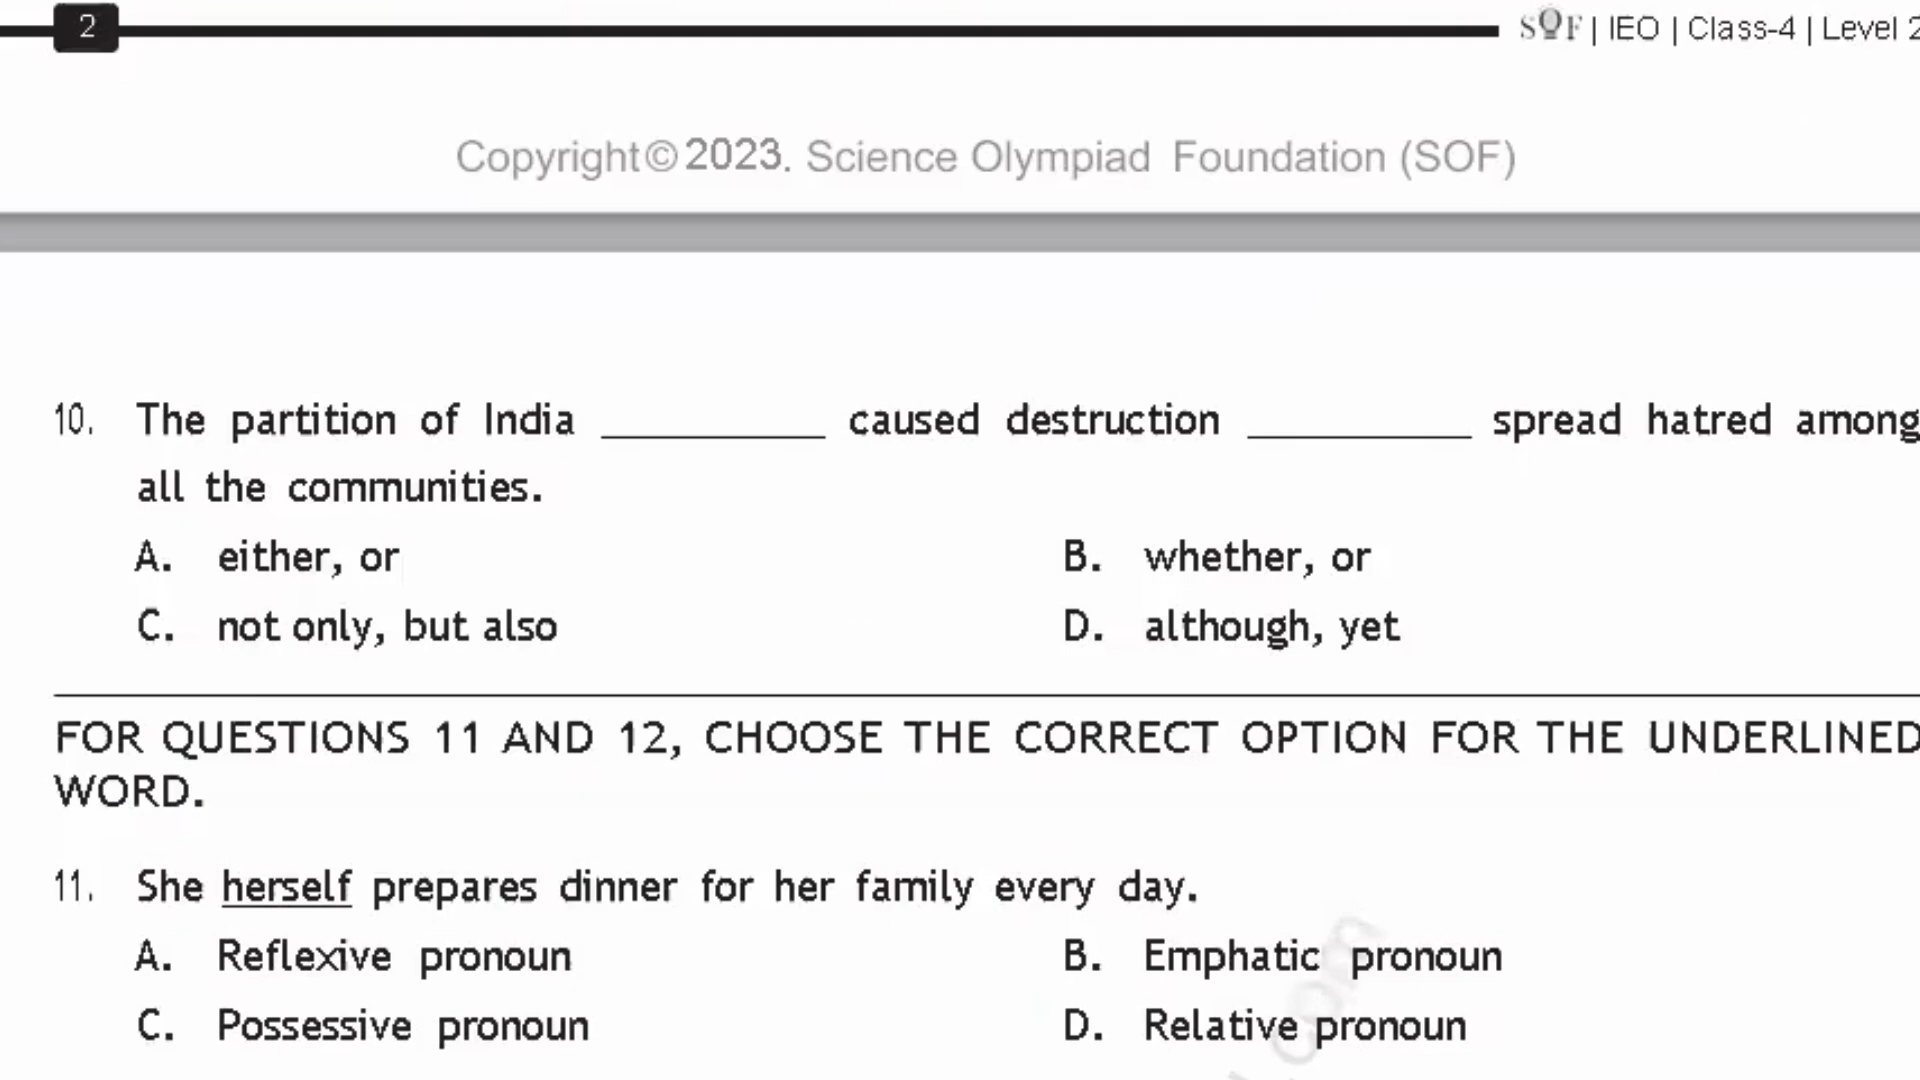 2
SOF | IEO | Class-4 | Level 2
Copyright© 2023. Science Olympiad Foundation (SOF)
10. The partition of India __________ caused destruction __________ spread hatred among
all the communities.
A. either, or B. whether, or
C. not only, but also D. although, yet
FOR QUESTIONS 11 AND 12, CHOOSE THE CORRECT OPTION FOR THE UNDERLINED
WORD.
11. She herself prepares dinner for her family every day.
A. Reflexive pronoun B. Emphatic pronoun
C. Possessive pronoun D. Relative pronoun
.com